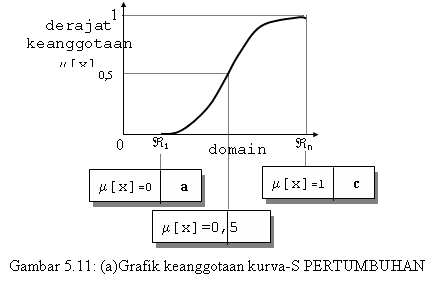 1
derajat
keanggotaan
μ[x]
0,5
0
ℜ1
domain
ℜn
μ[x]=0 a
μ[x]=1 c
μ[x]=0,5
Gambar 5.11: (a)Grafik keanggotaan kurva-S PERTUMBUHAN